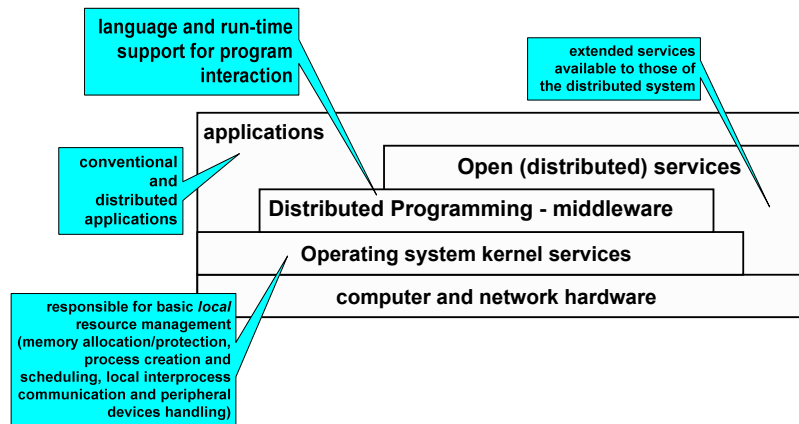 language and run-time
support for program
interaction
extended services
available to those of
the distributed system
applications
conventional
and
distributed
applications
Open (distributed) services
Distributed Programming - middleware
Operating system kernel services
computer and network hardware
responsible for basic local
resource management
(memory allocation/protection,
process creation and
scheduling, local interprocess
communication and peripheral
devices handling)